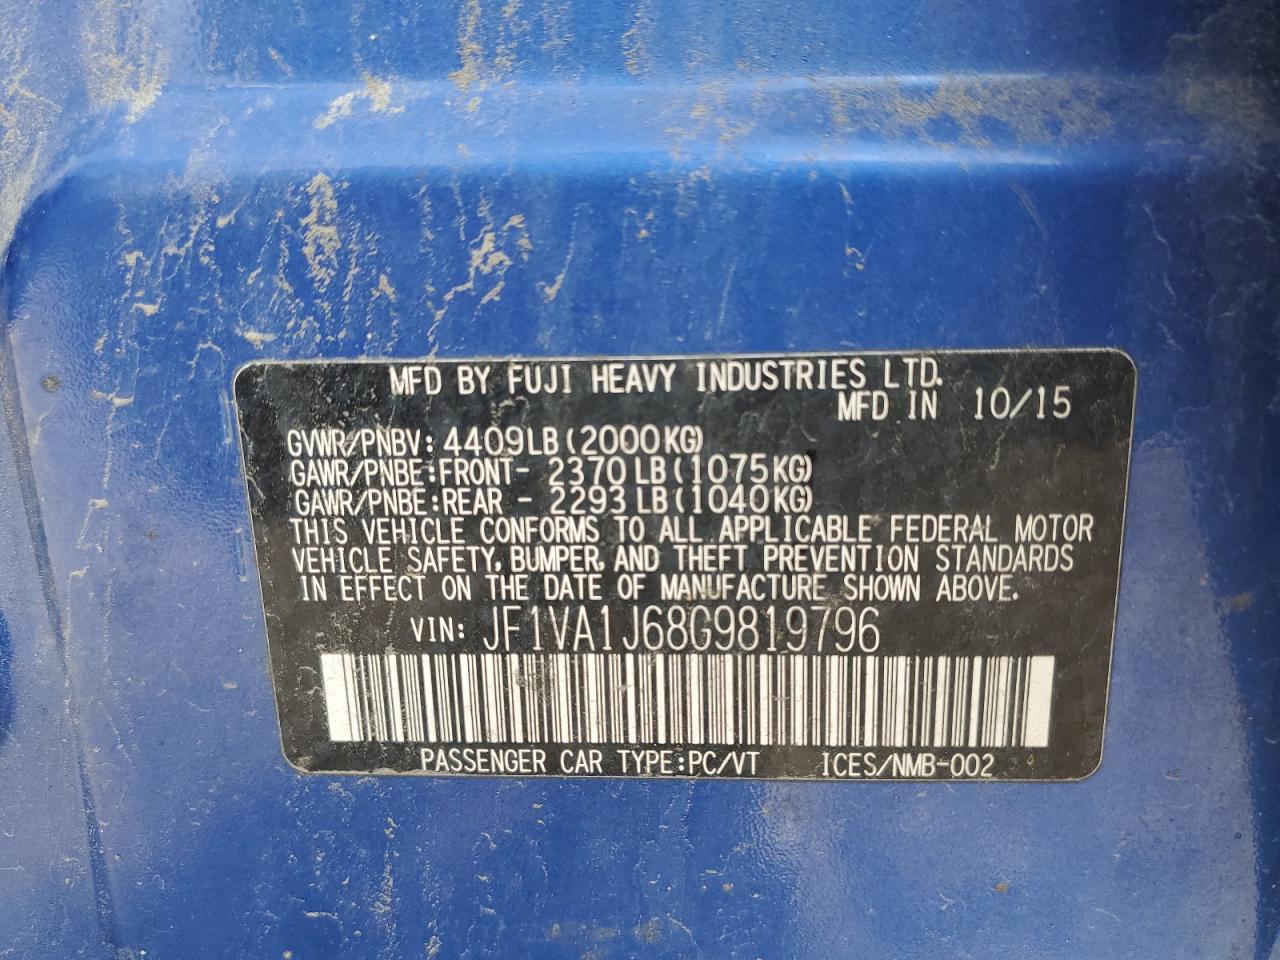 MFD BY FUJI HEAVY INDUSTRIES LTD.
MFD IN 10/15
GVWR/PNBV: 4409LB (2000KG)
GAWR/PNBE:FRONT- 2370 LB (1075KG)
GAWR/PNBE:REAR - 2293 LB (1040KG)
THIS VEHICLE CONFORMS TO ALL APPLICABLE FEDERAL MOTOR
VEHICLE SAFETY, BUMPER, AND THEFT PREVENTION STANDARDS
IN EFFECT ON THE DATE OF MANUFACTURE SHOWN ABOVE.
VIN: JF1VA1J68G9819796
PASSENGER CAR TYPE:PC/VT ICES/NMB-002